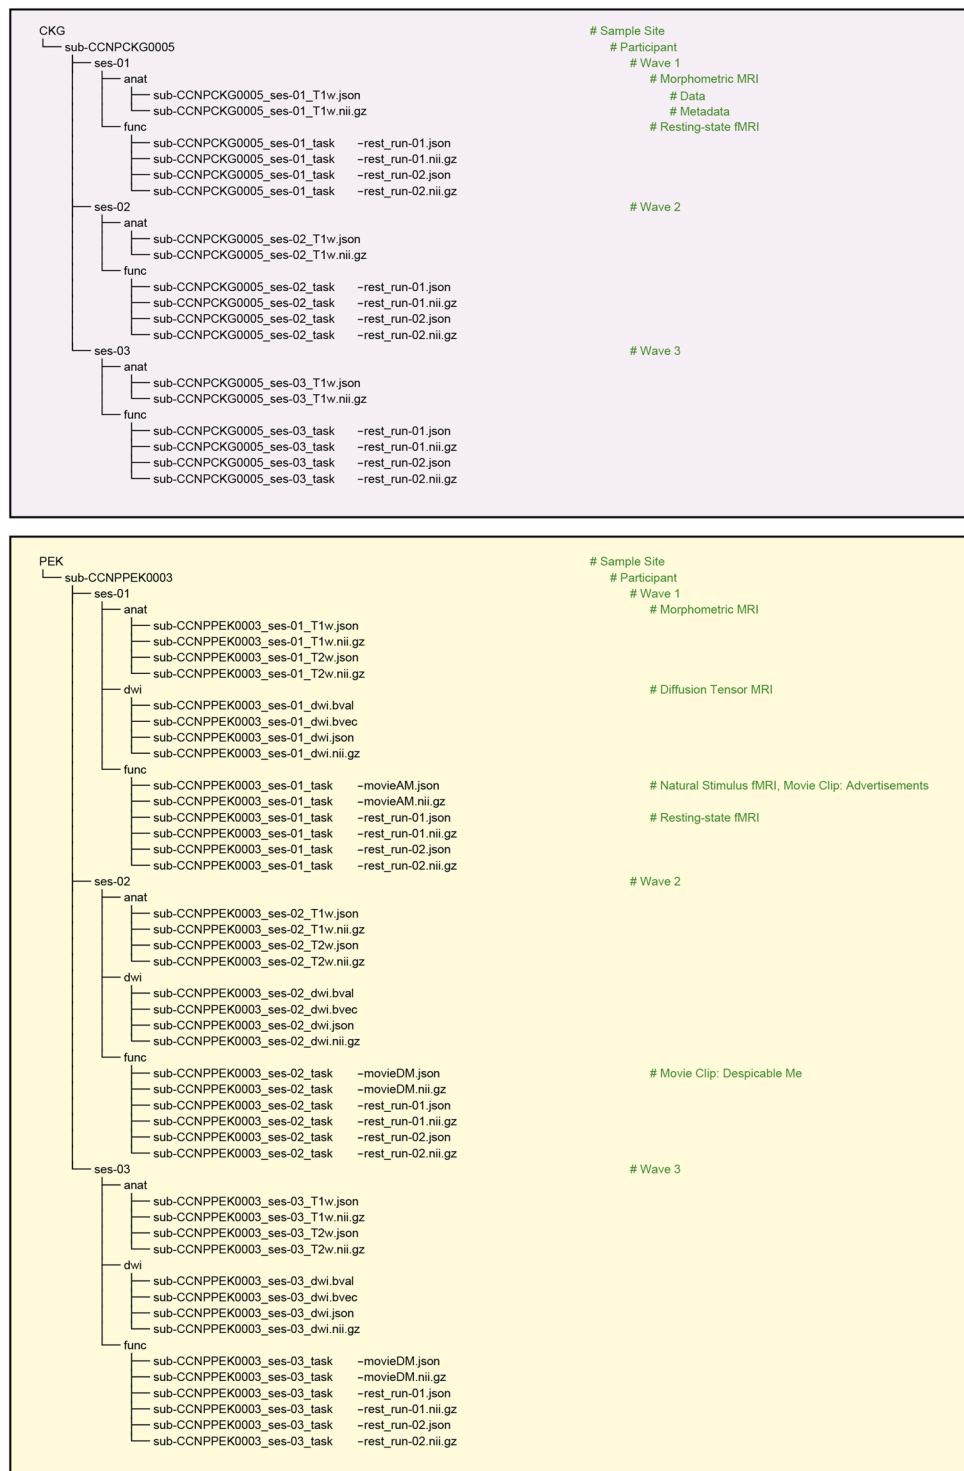 CKG # Sample Site
sub-CCNPCKG0005 # Participant
ses-01 # Wave 1
anat # Morphometric MRI
sub-CCNPCKG0005_ses-01_T1w.json # Data
sub-CCNPCKG0005_ses-01_T1w.nii.gz # Metadata
func # Resting-state fMRI
sub-CCNPCKG0005_ses-01_task −rest_run-01.json
sub-CCNPCKG0005_ses-01_task −rest_run-01.nii.gz
sub-CCNPCKG0005_ses-01_task −rest_run-02.json
sub-CCNPCKG0005_ses-01_task −rest_run-02.nii.gz
ses-02 # Wave 2
anat
sub-CCNPCKG0005_ses-02_T1w.json
sub-CCNPCKG0005_ses-02_T1w.nii.gz
func
sub-CCNPCKG0005_ses-02_task −rest_run-01.json
sub-CCNPCKG0005_ses-02_task −rest_run-01.nii.gz
sub-CCNPCKG0005_ses-02_task −rest_run-02.json
sub-CCNPCKG0005_ses-02_task −rest_run-02.nii.gz
ses-03 # Wave 3
anat
sub-CCNPCKG0005_ses-03_T1w.json
sub-CCNPCKG0005_ses-03_T1w.nii.gz
func
sub-CCNPCKG0005_ses-03_task −rest_run-01.json
sub-CCNPCKG0005_ses-03_task −rest_run-01.nii.gz
sub-CCNPCKG0005_ses-03_task −rest_run-02.json
sub-CCNPCKG0005_ses-03_task −rest_run-02.nii.gz
PEK # Sample Site
sub-CCNPPEK0003 # Participant
ses-01 # Wave 1
anat # Morphometric MRI
sub-CCNPPEK0003_ses-01_T1w.json
sub-CCNPPEK0003_ses-01_T1w.nii.gz
sub-CCNPPEK0003_ses-01_T2w.json
sub-CCNPPEK0003_ses-01_T2w.nii.gz
dwi # Diffusion Tensor MRI
sub-CCNPPEK0003_ses-01_dwi.bval
sub-CCNPPEK0003_ses-01_dwi.bvec
sub-CCNPPEK0003_ses-01_dwi.json
sub-CCNPPEK0003_ses-01_dwi.nii.gz
func
sub-CCNPPEK0003_ses-01_task −movieAM.json # Natural Stimulus fMRI, Movie Clip: Advertisements
sub-CCNPPEK0003_ses-01_task −movieAM.nii.gz
sub-CCNPPEK0003_ses-01_task −rest_run-01.json # Resting-state fMRI
sub-CCNPPEK0003_ses-01_task −rest_run-01.nii.gz
sub-CCNPPEK0003_ses-01_task −rest_run-02.json
sub-CCNPPEK0003_ses-01_task −rest_run-02.nii.gz
ses-02 # Wave 2
anat
sub-CCNPPEK0003_ses-02_T1w.json
sub-CCNPPEK0003_ses-02_T1w.nii.gz
sub-CCNPPEK0003_ses-02_T2w.json
sub-CCNPPEK0003_ses-02_T2w.nii.gz
dwi
sub-CCNPPEK0003_ses-02_dwi.bval
sub-CCNPPEK0003_ses-02_dwi.bvec
sub-CCNPPEK0003_ses-02_dwi.json
sub-CCNPPEK0003_ses-02_dwi.nii.gz
func
sub-CCNPPEK0003_ses-02_task −movieDM.json # Movie Clip: Despicable Me
sub-CCNPPEK0003_ses-02_task −movieDM.nii.gz
sub-CCNPPEK0003_ses-02_task −rest_run-01.json
sub-CCNPPEK0003_ses-02_task −rest_run-01.nii.gz
sub-CCNPPEK0003_ses-02_task −rest_run-02.json
sub-CCNPPEK0003_ses-02_task −rest_run-02.nii.gz
ses-03 # Wave 3
anat
sub-CCNPPEK0003_ses-03_T1w.json
sub-CCNPPEK0003_ses-03_T1w.nii.gz
sub-CCNPPEK0003_ses-03_T2w.json
sub-CCNPPEK0003_ses-03_T2w.nii.gz
dwi
sub-CCNPPEK0003_ses-03_dwi.bval
sub-CCNPPEK0003_ses-03_dwi.bvec
sub-CCNPPEK0003_ses-03_dwi.json
sub-CCNPPEK0003_ses-03_dwi.nii.gz
func
sub-CCNPPEK0003_ses-03_task −movieDM.json
sub-CCNPPEK0003_ses-03_task −movieDM.nii.gz
sub-CCNPPEK0003_ses-03_task −rest_run-01.json
sub-CCNPPEK0003_ses-03_task −rest_run-01.nii.gz
sub-CCNPPEK0003_ses-03_task −rest_run-02.json
sub-CCNPPEK0003_ses-03_task −rest_run-02.nii.gz